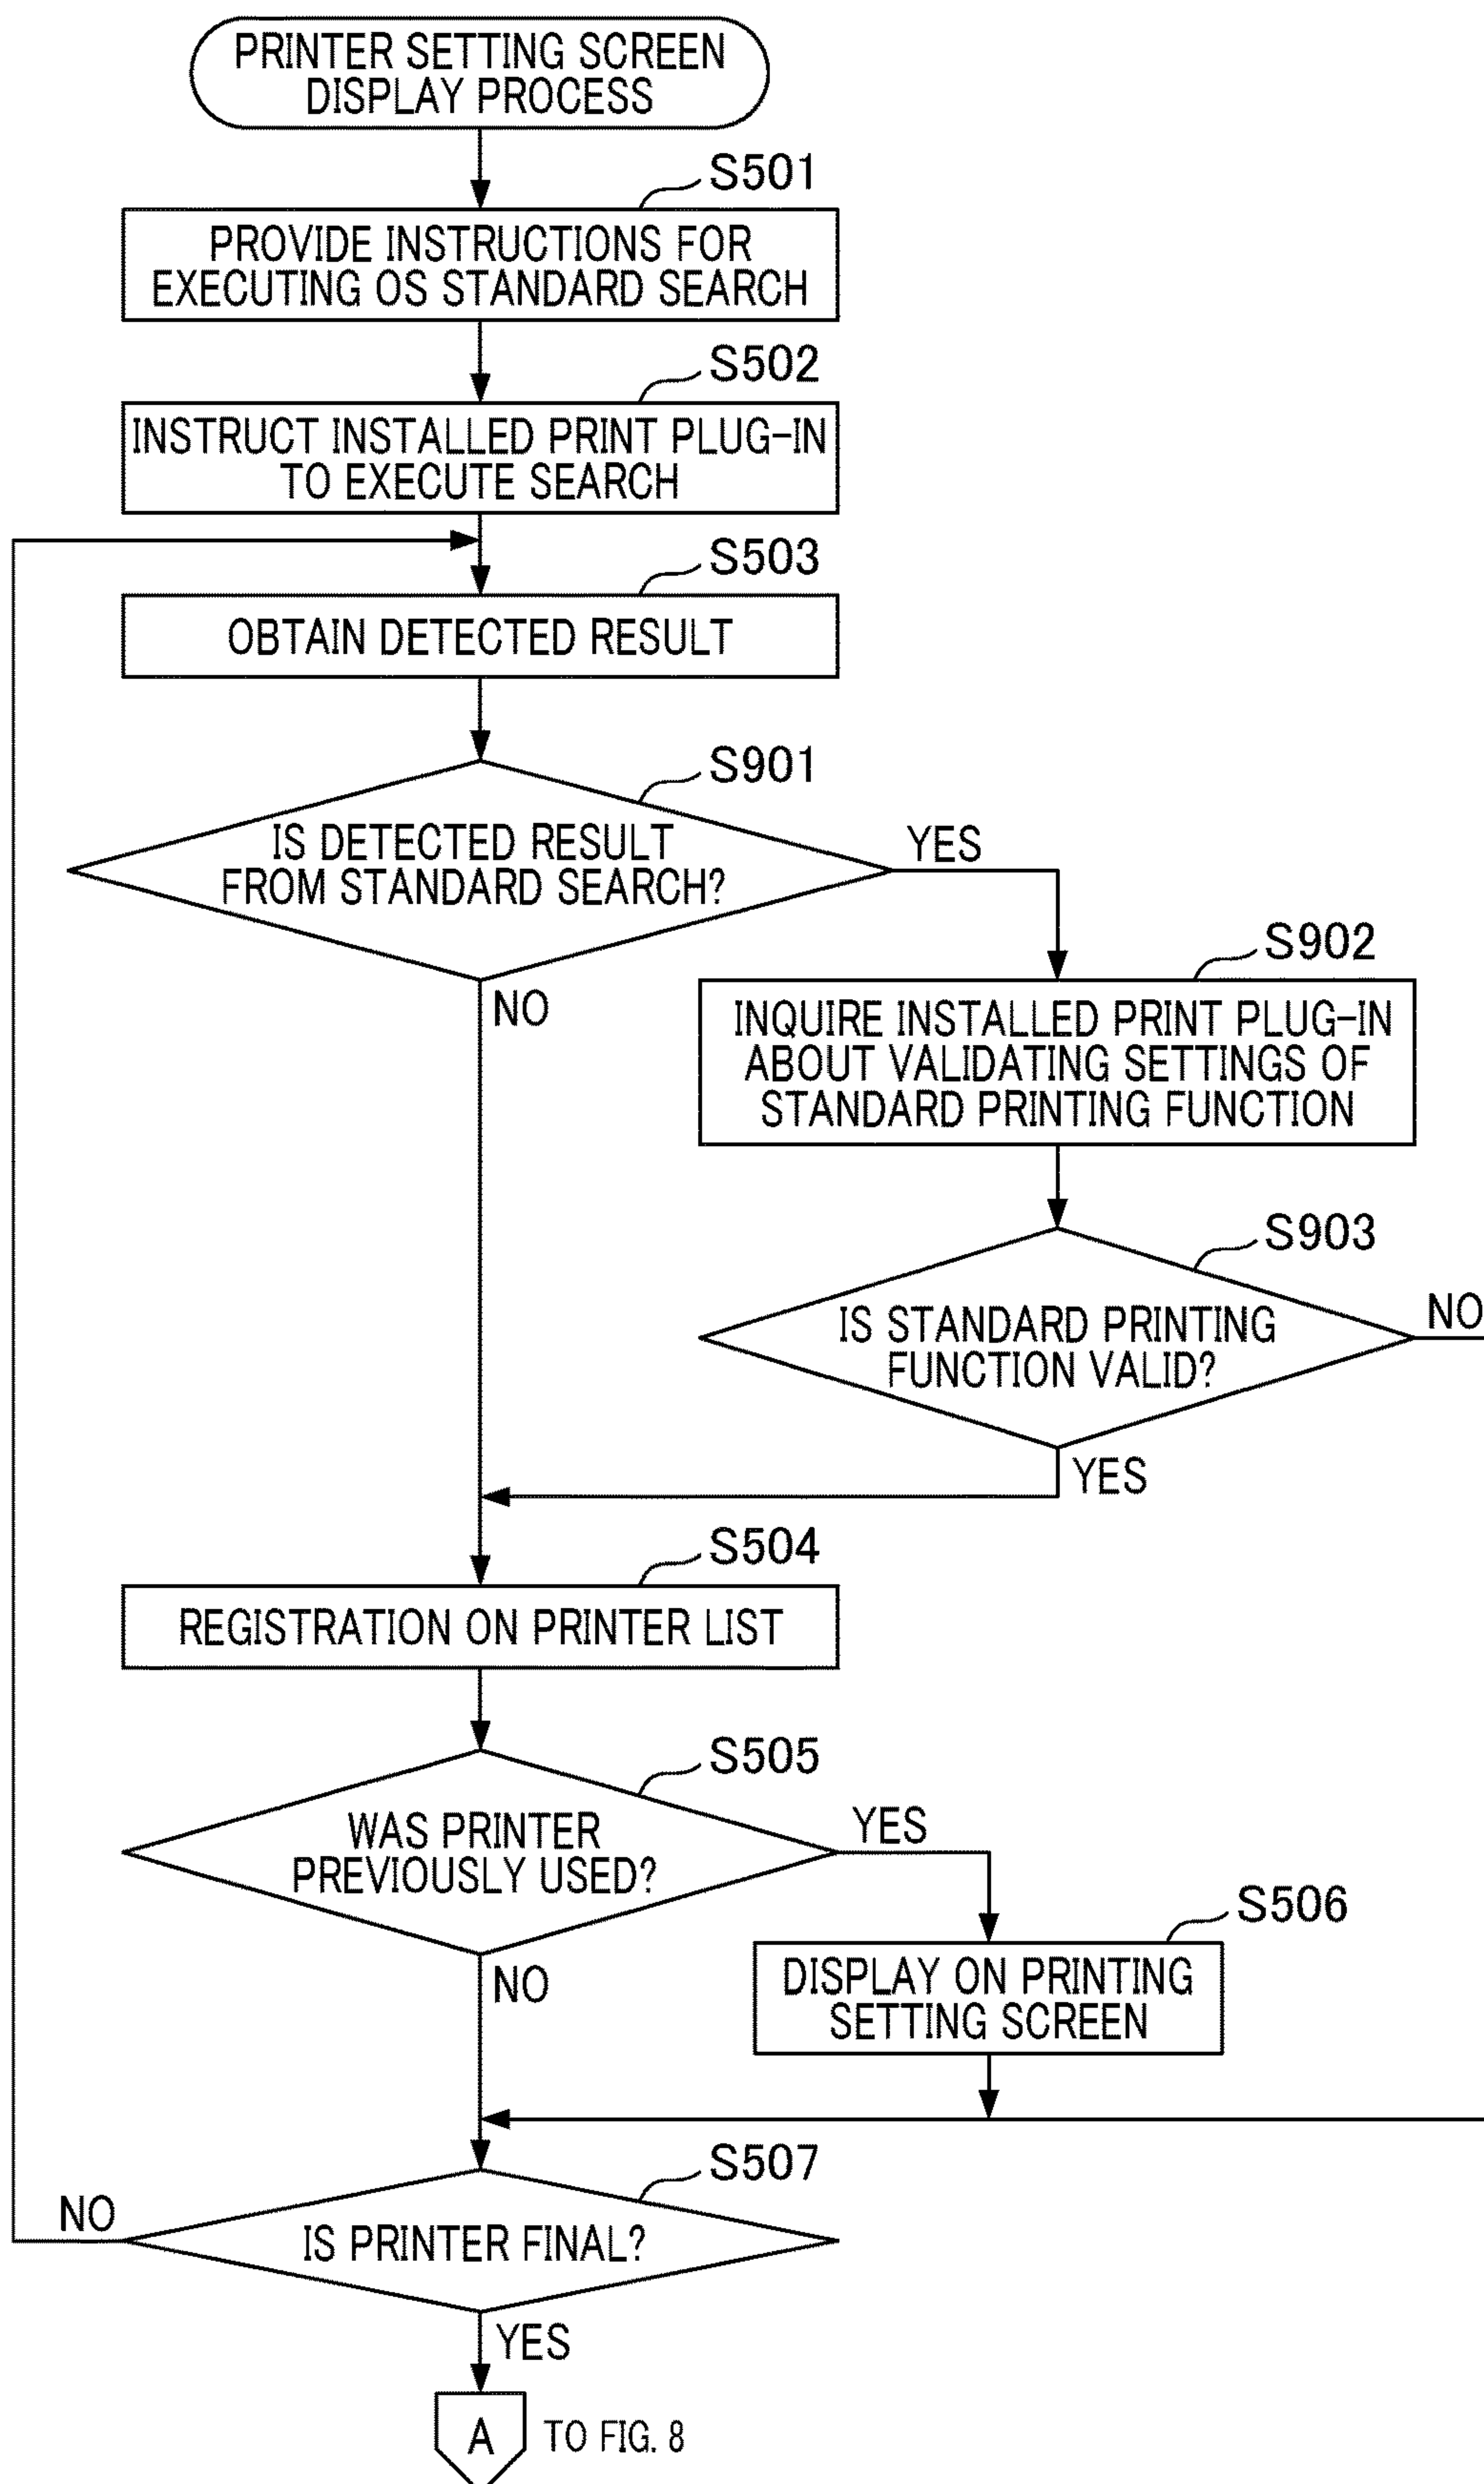 PRINTER SETTING SCREEN
DISPLAY PROCESS
S501
PROVIDE INSTRUCTIONS FOR
EXECUTING OS STANDARD SEARCH
S502
INSTRUCT INSTALLED PRINT PLUG-IN
TO EXECUTE SEARCH
S503
OBTAIN DETECTED RESULT
S901
IS DETECTED RESULT
FROM STANDARD SEARCH?
YES
NO
S902
INQUIRE INSTALLED PRINT PLUG-IN
ABOUT VALIDATING SETTINGS OF
STANDARD PRINTING FUNCTION
S903
IS STANDARD PRINTING
FUNCTION VALID?
NO
YES
S504
REGISTRATION ON PRINTER LIST
S505
WAS PRINTER
PREVIOUSLY USED?
YES
NO
S506
DISPLAY ON PRINTING
SETTING SCREEN
S507
IS PRINTER FINAL?
NO
YES
A
TO FIG. 8